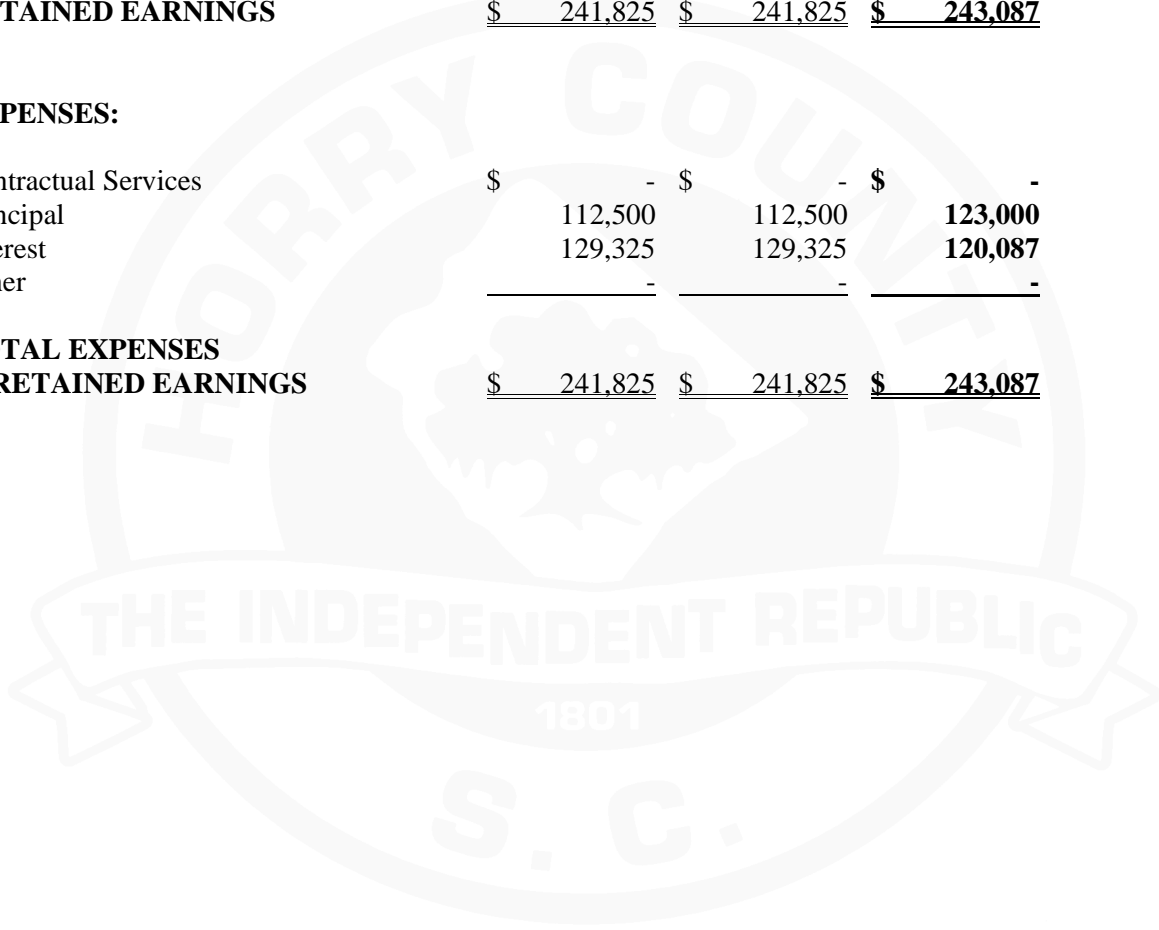 TAINED EARNINGS $ 241,825 $ 241,825 $ 243,087
PENSES:
ntractual Services $ - $ - $ -
ncipal 112,500 112,500 123,000
erest 129,325 129,325 120,087
her - - -
TAL EXPENSES
RETAINED EARNINGS $ 241,825 $ 241,825 $ 243,087
HORRY COUNTY
THE INDEPENDENT REPUBLIC
1801
S. C.